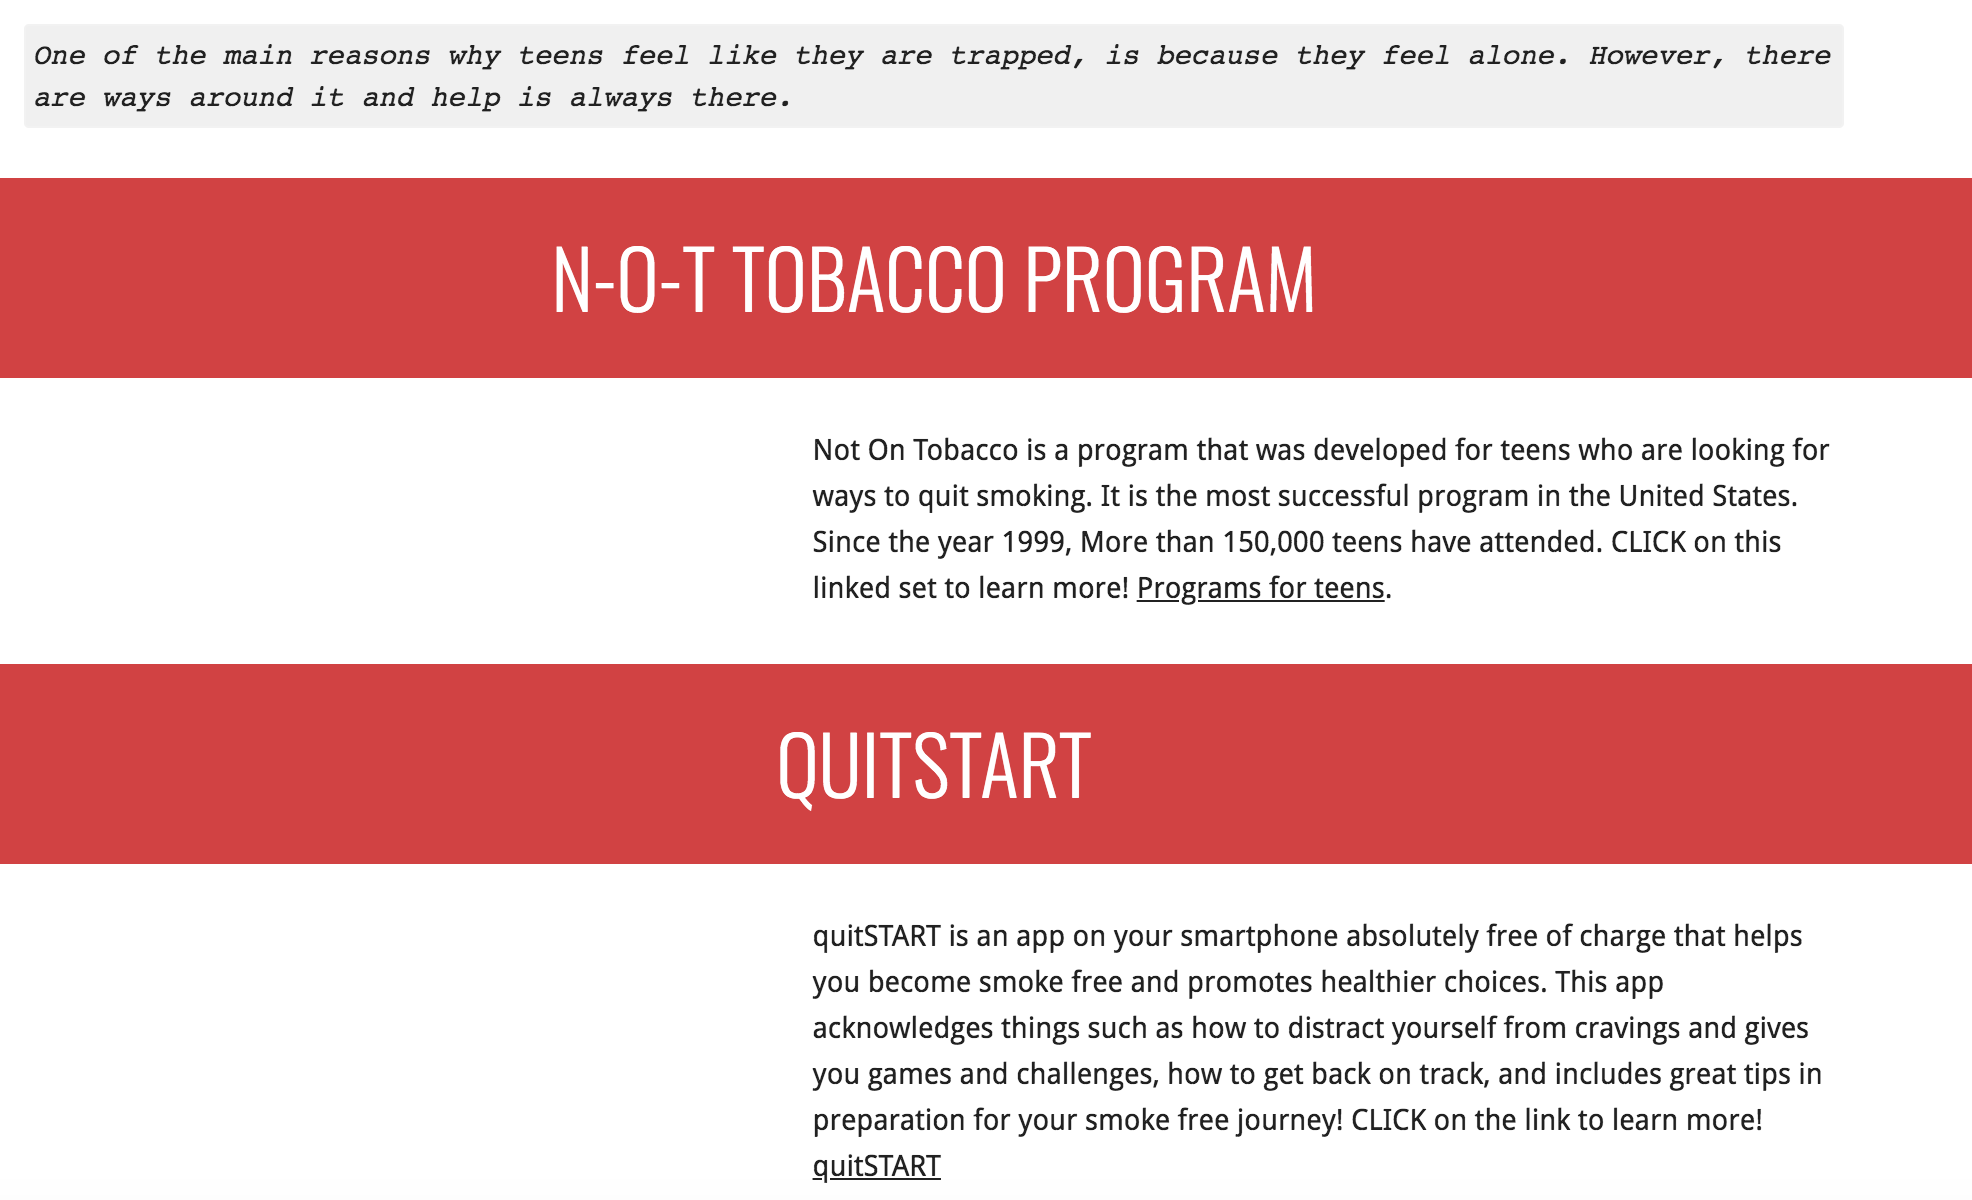 One of the main reasons why teens feel like they are trapped, is because they feel alone. However, there
are ways around it and help is always there.
N-O-T TOBACCO PROGRAM
Not On Tobacco is a program that was developed for teens who are looking for
ways to quit smoking. It is the most successful program in the United States.
Since the year 1999, More than 150,000 teens have attended. CLICK on this
linked set to learn more! Programs for teens.
QUITSTART
quitSTART is an app on your smartphone absolutely free of charge that helps
you become smoke free and promotes healthier choices. This app
acknowledges things such as how to distract yourself from cravings and gives
you games and challenges, how to get back on track, and includes great tips in
preparation for your smoke free journey! CLICK on the link to learn more!
quitSTART